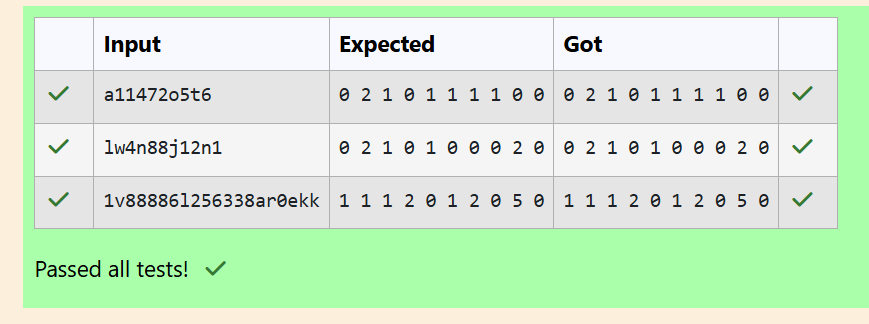 Input Expected Got
a11472o5t6 0 2 1 0 1 1 1 1 0 0 0 2 1 0 1 1 1 1 0 0
lw4n88j12n1 0 2 1 0 1 0 0 0 2 0 0 2 1 0 1 0 0 0 2 0
1v88886l256338ar0ekk 1 1 1 2 0 1 2 0 5 0 1 1 1 2 0 1 2 0 5 0
Passed all tests!